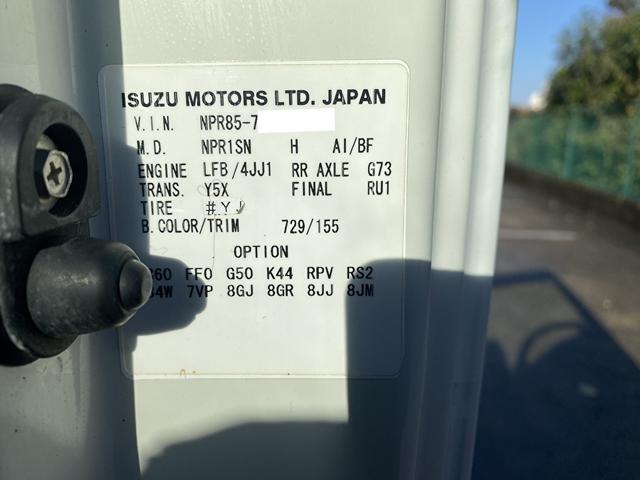 ISUZU MOTORS LTD. JAPAN
V.I.N. NPR85-7
M.D. NPR1SN H AI/BF
ENGINE LFB/4JJ1 RR AXLE G73
TRANS. Y5X FINAL RU1
TIRE #YJ
B.COLOR/TRIM 729/155
OPTION
FF0 G50 K44 RPV RS2
7VP 8GJ 8GR 8JJ 8JM